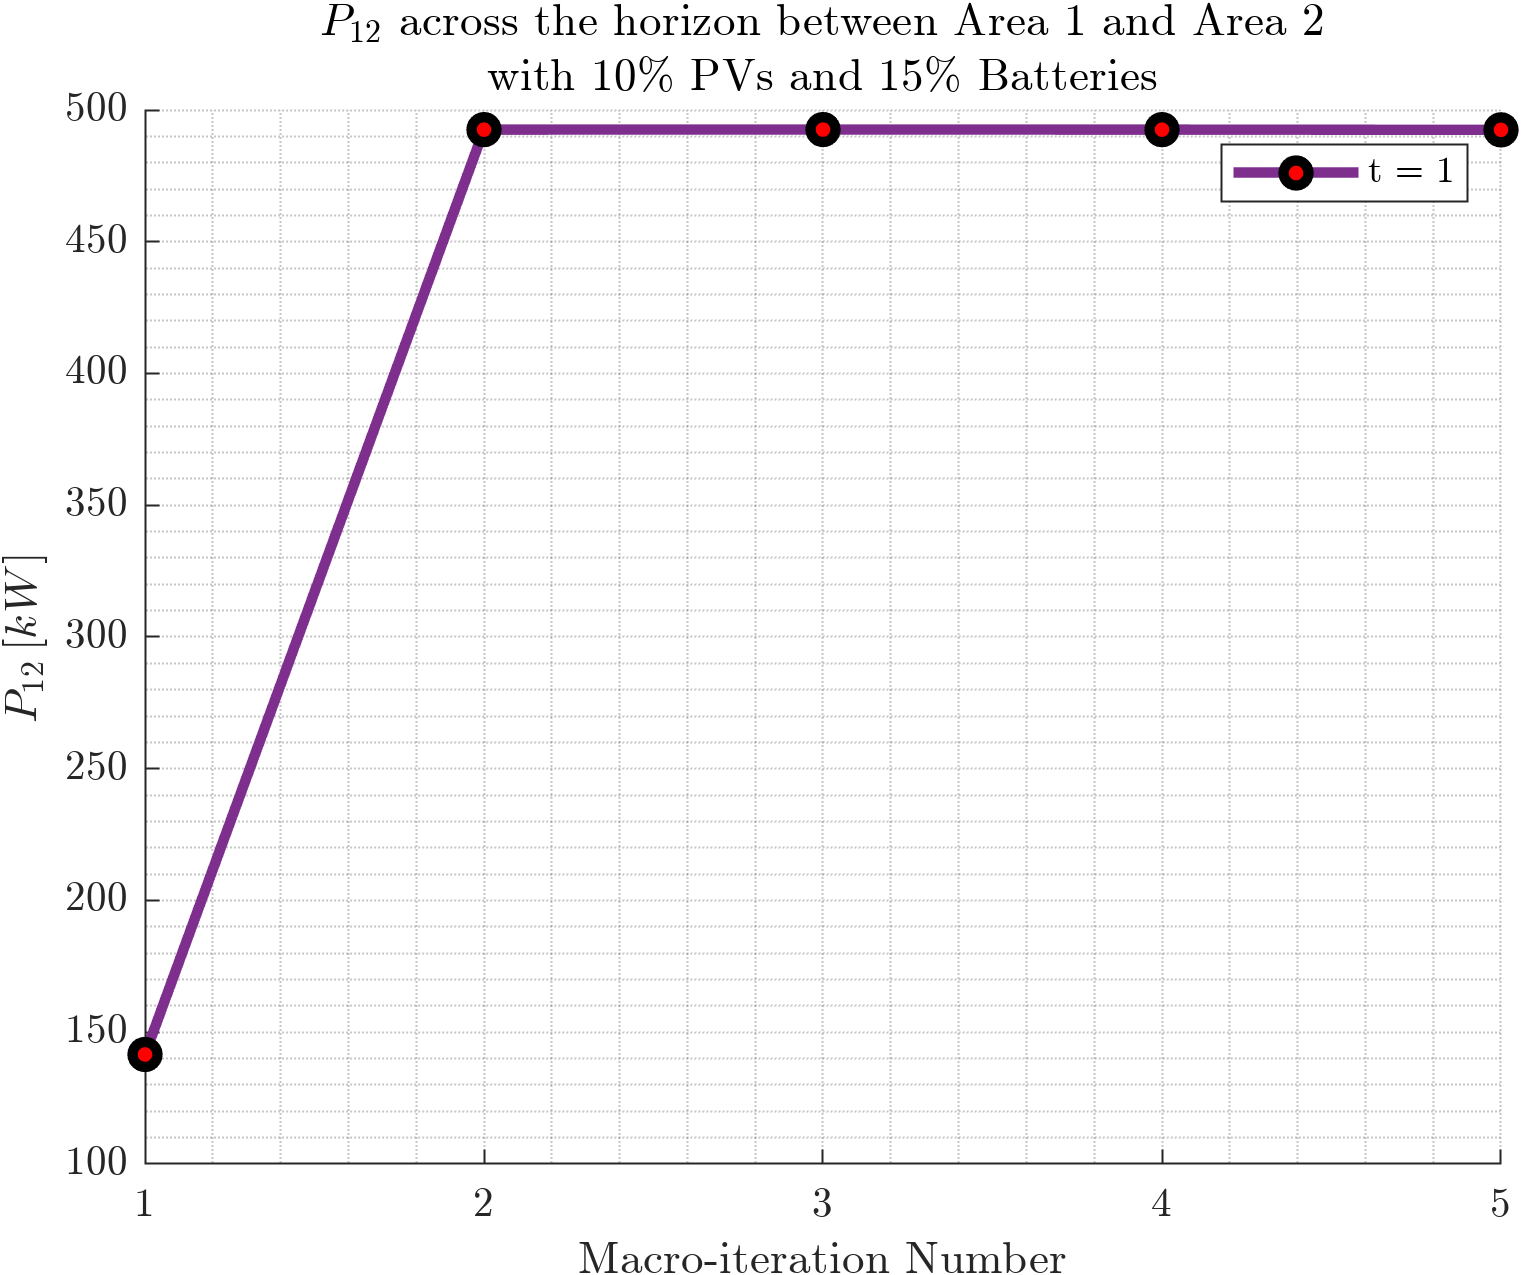 P₁₂ across the horizon between Area 1 and Area 2
with 10% PVs and 15% Batteries
500
450
400
350
300
250
200
150
100
P₁₂ [kW]
t = 1
1 2 3 4 5
Macro-iteration Number